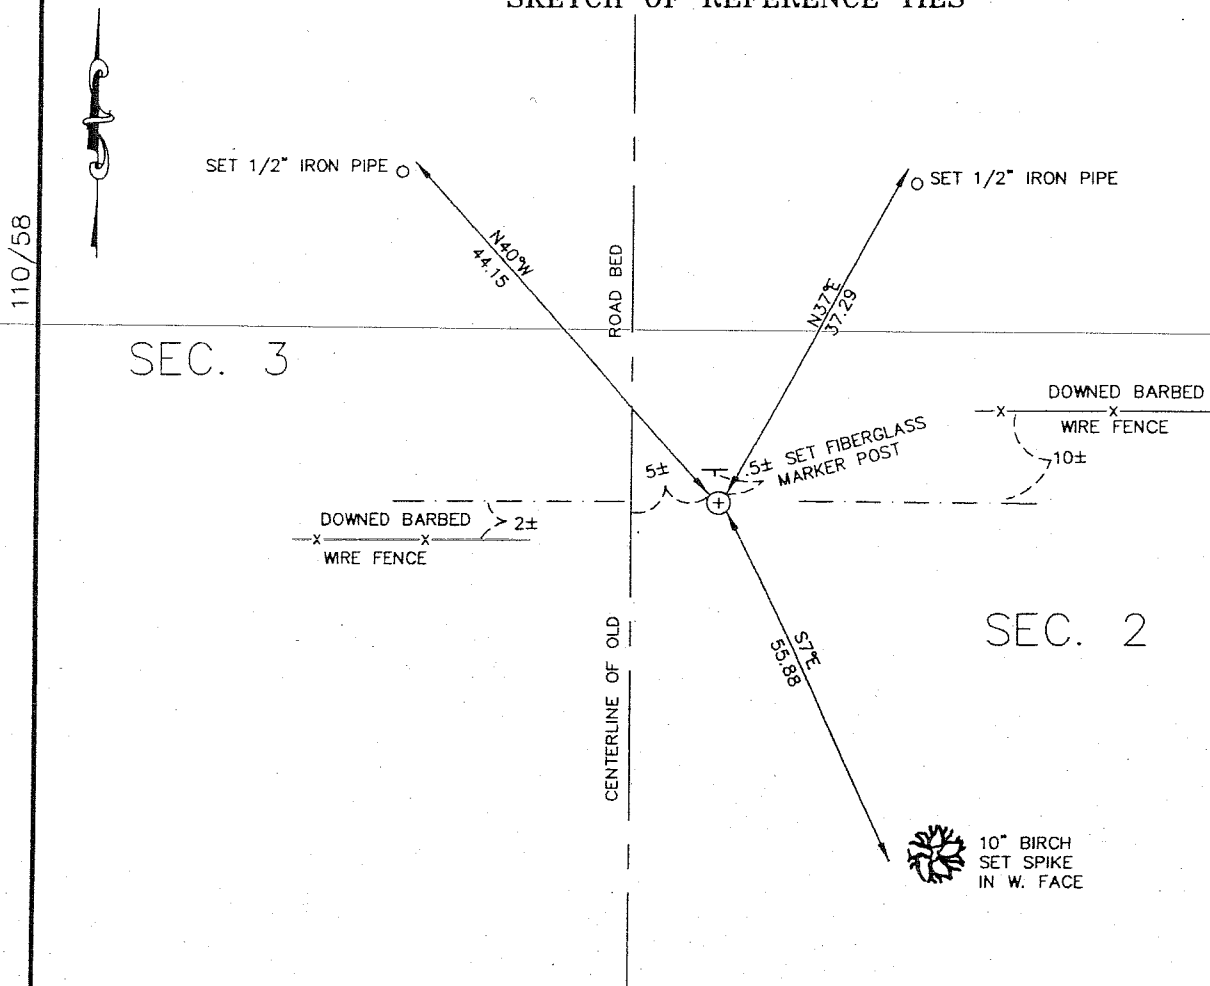 SKETCH OF REFERENCE TIES
SET 1/2" IRON PIPE
SET 1/2" IRON PIPE
110/58
N40°W
44.15
ROAD BED
N37°E
37.29
SEC. 3
DOWNED BARBED
WIRE FENCE
10±
5±
.5± SET FIBERGLASS
MARKER POST
DOWNED BARBED
WIRE FENCE
2±
SEC. 2
S7°E
55.88
CENTERLINE OF OLD
10" BIRCH
SET SPIKE
IN W. FACE